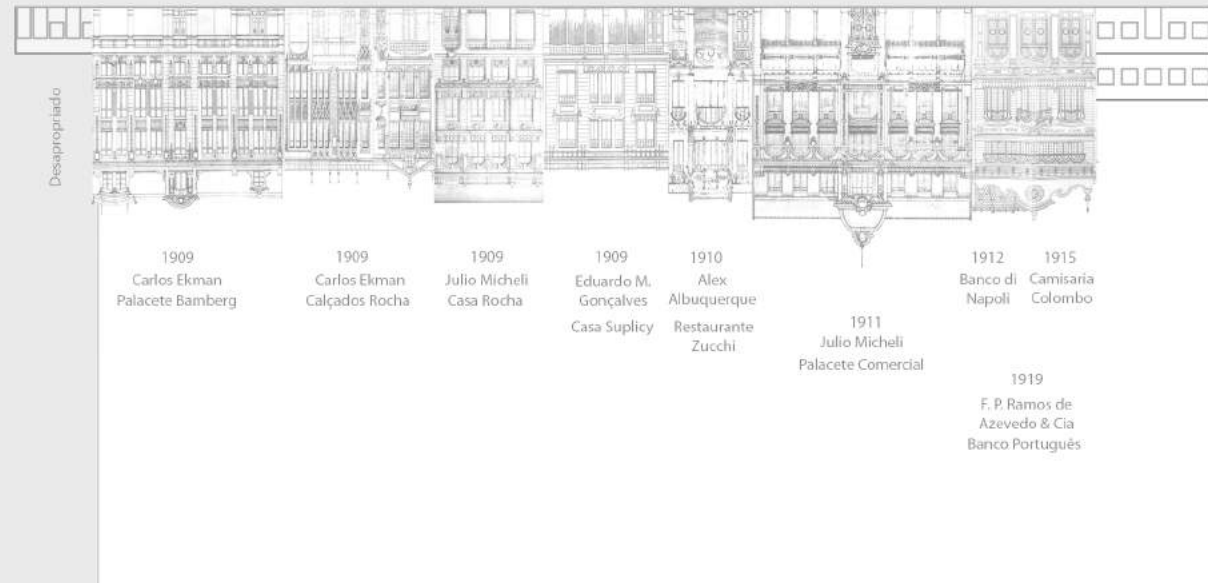 Desapropriado
1909
Carlos Ekman
Palacete Bamberg
1909
Carlos Ekman
Calçados Rocha
1909
Julio Micheli
Casa Rocha
1909
Eduardo M.
Gonçalves
Casa Suplicy
1910
Alex
Albuquerque
Restaurante
Zucchi
1911
Julio Micheli
Palacete Comercial
1912
Banco di
Napoli
1915
Camisaria
Colombo
1919
F. P. Ramos de
Azevedo & Cia
Banco Português